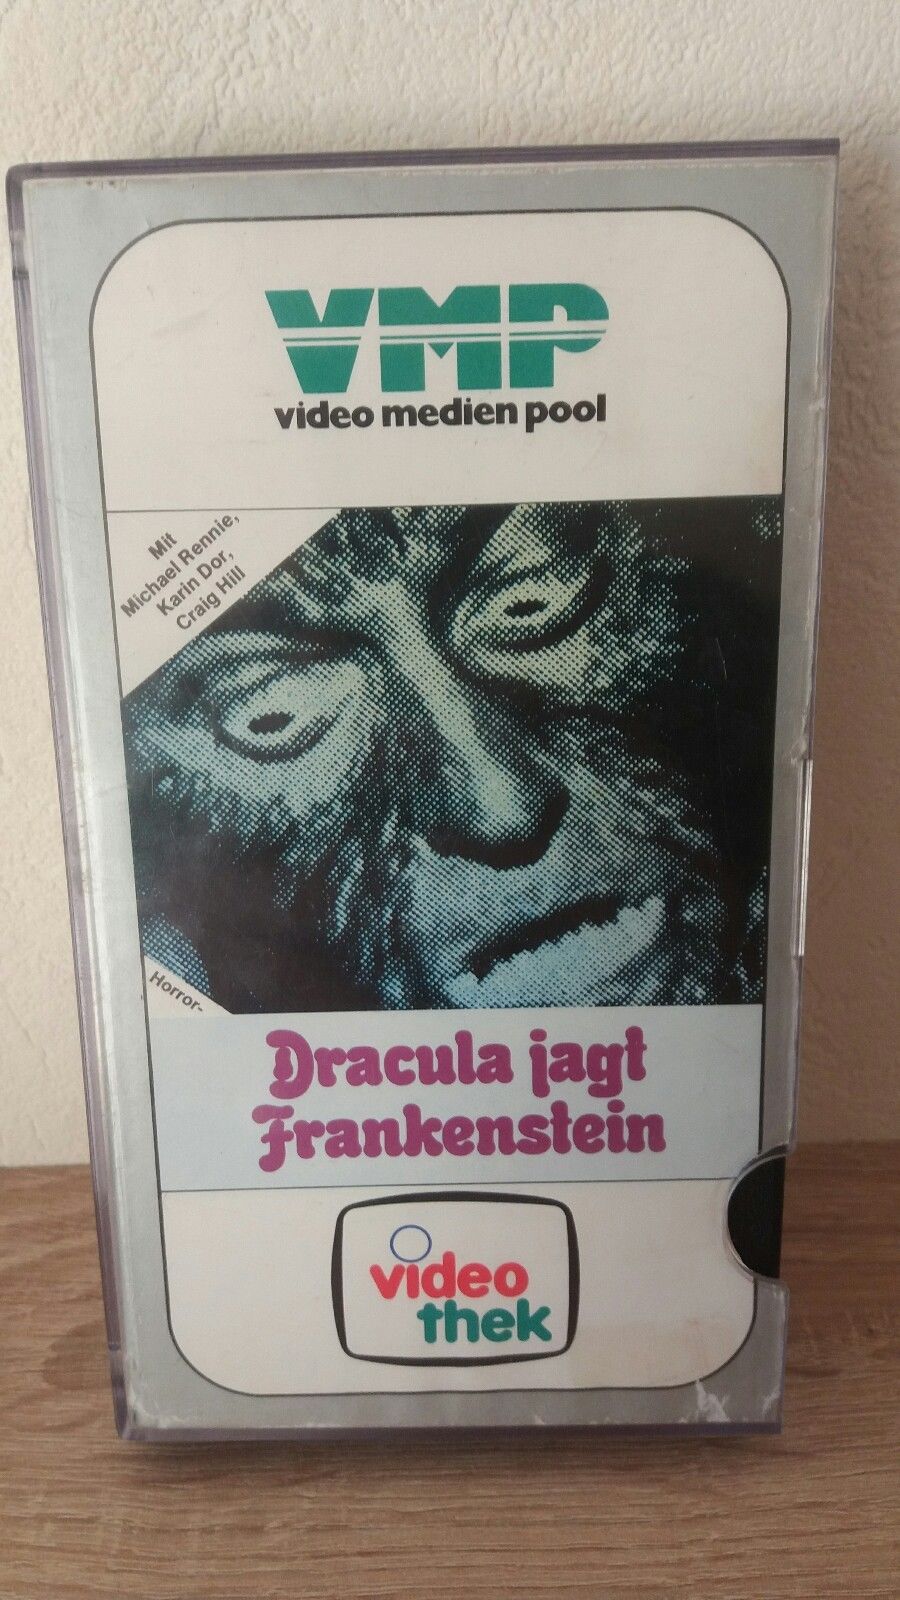 VMP
video medien pool
Mit
Michael Rennie,
Karin Dor,
Craig Hill
Horror-
Dracula jagt
Frankenstein
video
thek